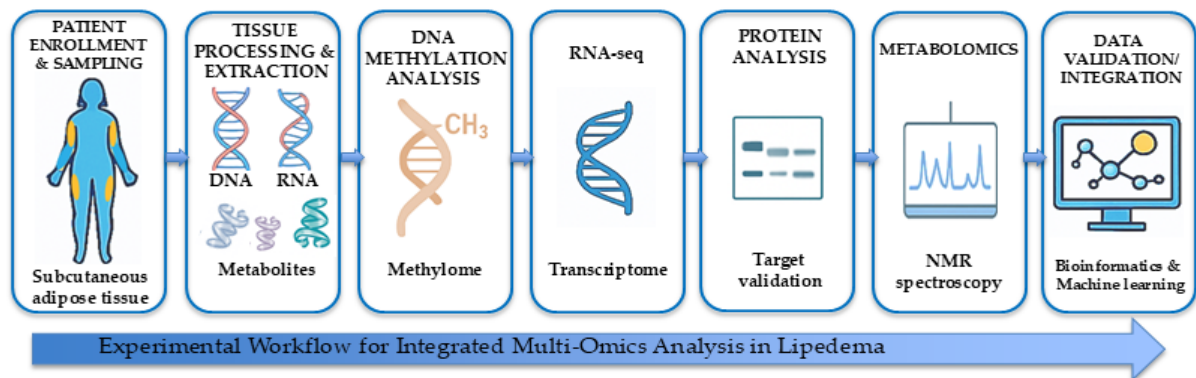 PATIENT
ENROLLMENT
& SAMPLING
Subcutaneous
adipose tissue
TISSUE
PROCESSING &
EXTRACTION
DNA RNA
Metabolites
DNA
METHYLATION
ANALYSIS
CH3
Methylome
RNA-seq
Transcriptome
PROTEIN
ANALYSIS
Target
validation
METABOLOMICS
NMR
spectroscopy
DATA
VALIDATION/
INTEGRATION
Bioinformatics &
Machine learning
Experimental Workflow for Integrated Multi-Omics Analysis in Lipedema